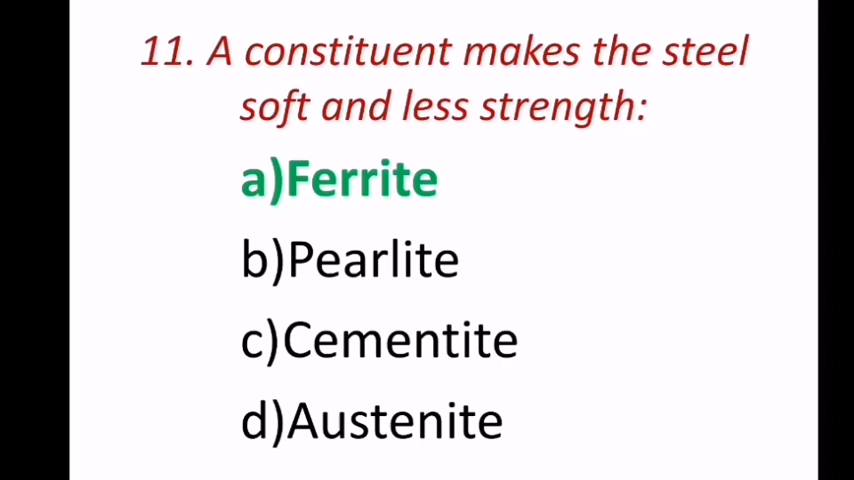 11. A constituent makes the steel
soft and less strength:
a)Ferrite
b)Pearlite
c)Cementite
d)Austenite